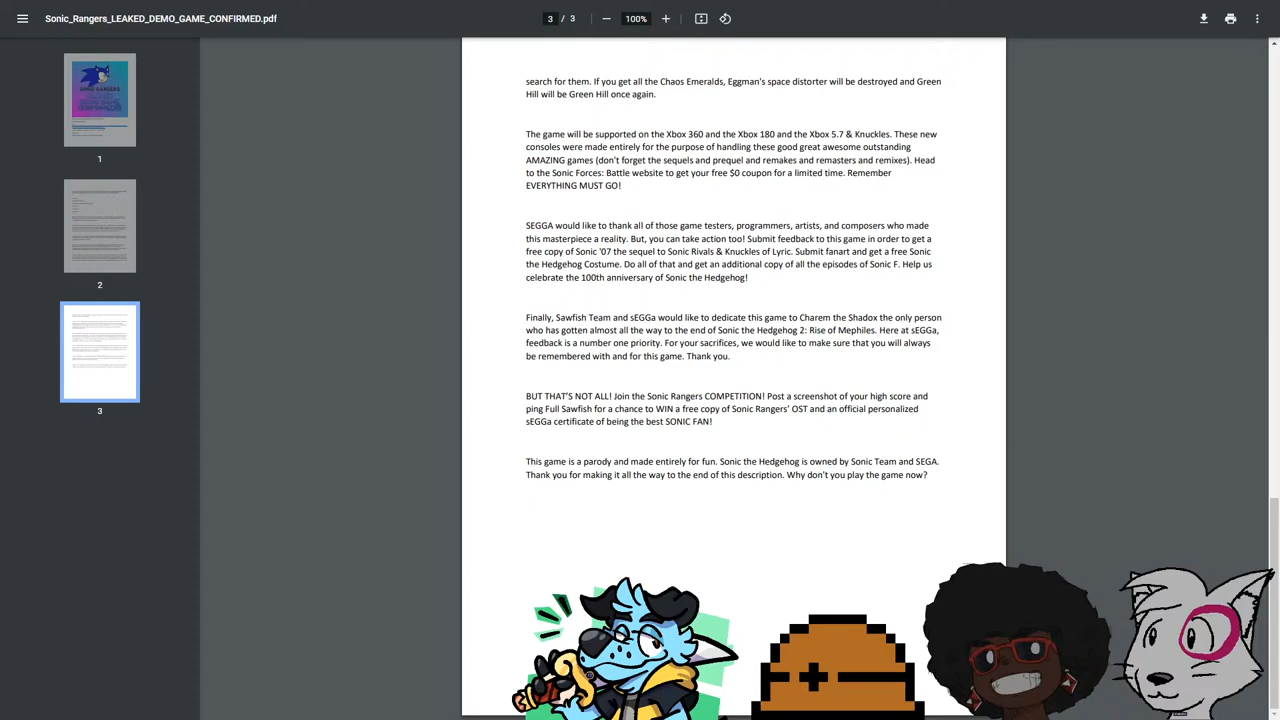 Sonic_Rangers_LEAKED_DEMO_GAME_CONFIRMED.pdf
3 / 3
100%
1
2
3
search for them. If you get all the Chaos Emeralds, Eggman's space distorter will be destroyed and Green
Hill will be Green Hill once again.
The game will be supported on the Xbox 360 and the Xbox 180 and the Xbox 5.7 & Knuckles. These new
consoles were made entirely for the purpose of handling these good great awesome outstanding
AMAZING games (don't forget the sequels and prequel and remakes and remasters and remixes). Head
to the Sonic Forces: Battle website to get your free $0 coupon for a limited time. Remember
EVERYTHING MUST GO!
SEGGA would like to thank all of those game testers, programmers, artists, and composers who made
this masterpiece a reality. But, you can take action too! Submit feedback to this game in order to get a
free copy of Sonic '07 the sequel to Sonic Rivals & Knuckles of Lyric. Submit fanart and get a free Sonic
the Hedgehog Costume. Do all of that and get an additional copy of all the episodes of Sonic F. Help us
celebrate the 100th anniversary of Sonic the Hedgehog!
Finally, Sawfish Team and sEGGa would like to dedicate this game to Charem the Shadox the only person
who has gotten almost all the way to the end of Sonic the Hedgehog 2: Rise of Mephiles. Here at sEGGa,
feedback is a number one priority. For your sacrifices, we would like to make sure that you will always
be remembered with and for this game. Thank you.
BUT THAT'S NOT ALL! Join the Sonic Rangers COMPETITION! Post a screenshot of your high score and
ping Full Sawfish for a chance to WIN a free copy of Sonic Rangers' OST and an official personalized
sEGGa certificate of being the best SONIC FAN!
This game is a parody and made entirely for fun. Sonic the Hedgehog is owned by Sonic Team and SEGA.
Thank you for making it all the way to the end of this description. Why don't you play the game now?